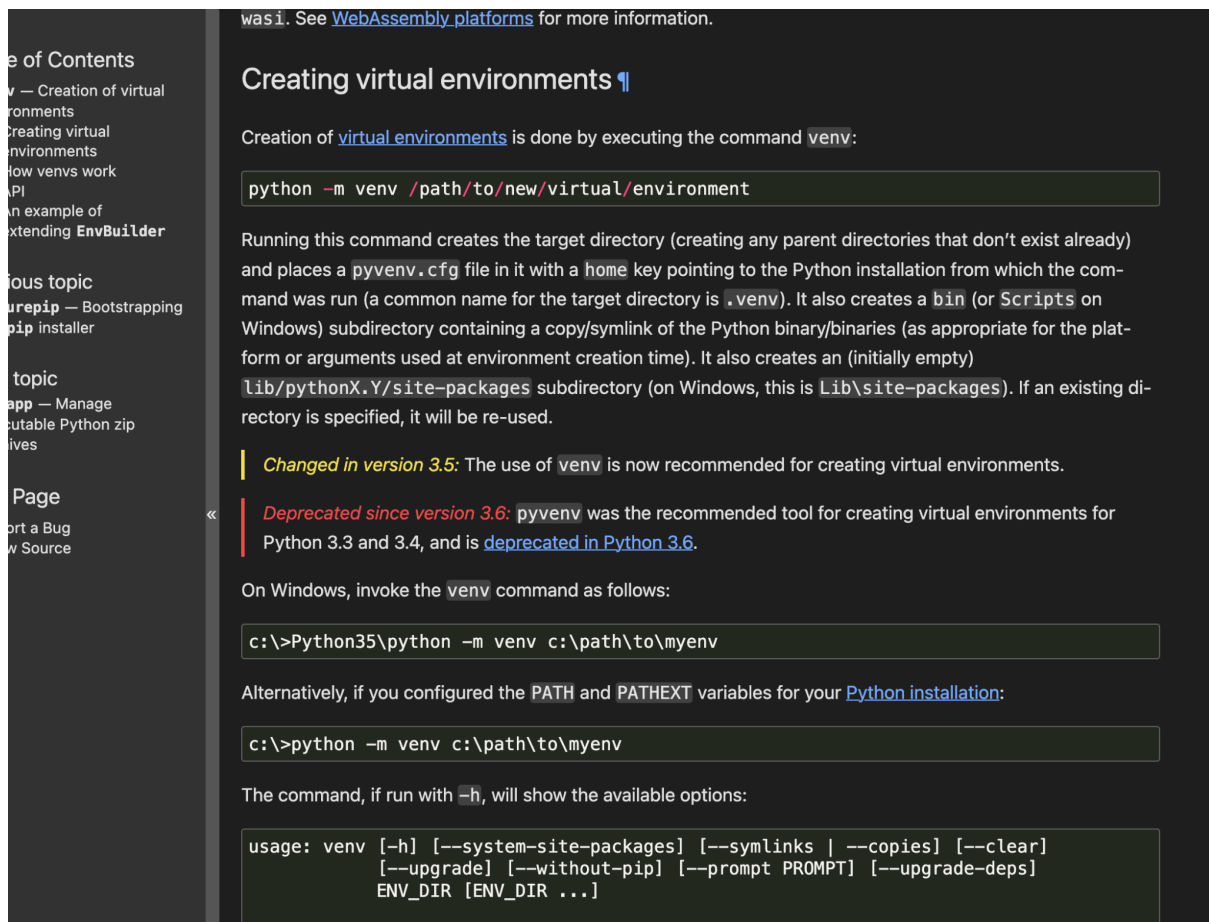 wasi. See WebAssembly platforms for more information.
e of Contents
v — Creation of virtual
ronments
Creating virtual
environments
How venvs work
API
An example of
extending EnvBuilder
ious topic
urepip — Bootstrapping
pip installer
topic
app — Manage
cutable Python zip
ives
Page
ort a Bug
w Source
«
Creating virtual environments ¶
Creation of virtual environments is done by executing the command venv:
python -m venv /path/to/new/virtual/environment
Running this command creates the target directory (creating any parent directories that don’t exist already)
and places a pyvenv.cfg file in it with a home key pointing to the Python installation from which the com-
mand was run (a common name for the target directory is .venv). It also creates a bin (or Scripts on
Windows) subdirectory containing a copy/symlink of the Python binary/binaries (as appropriate for the plat-
form or arguments used at environment creation time). It also creates an (initially empty)
lib/pythonX.Y/site-packages subdirectory (on Windows, this is Lib\site-packages). If an existing di-
rectory is specified, it will be re-used.
Changed in version 3.5: The use of venv is now recommended for creating virtual environments.
Deprecated since version 3.6: pyvenv was the recommended tool for creating virtual environments for
Python 3.3 and 3.4, and is deprecated in Python 3.6.
On Windows, invoke the venv command as follows:
c:\>Python35\python -m venv c:\path\to\myenv
Alternatively, if you configured the PATH and PATHEXT variables for your Python installation:
c:\>python -m venv c:\path\to\myenv
The command, if run with -h, will show the available options:
usage: venv [-h] [--system-site-packages] [--symlinks | --copies] [--clear]
[--upgrade] [--without-pip] [--prompt PROMPT] [--upgrade-deps]
ENV_DIR [ENV_DIR ...]